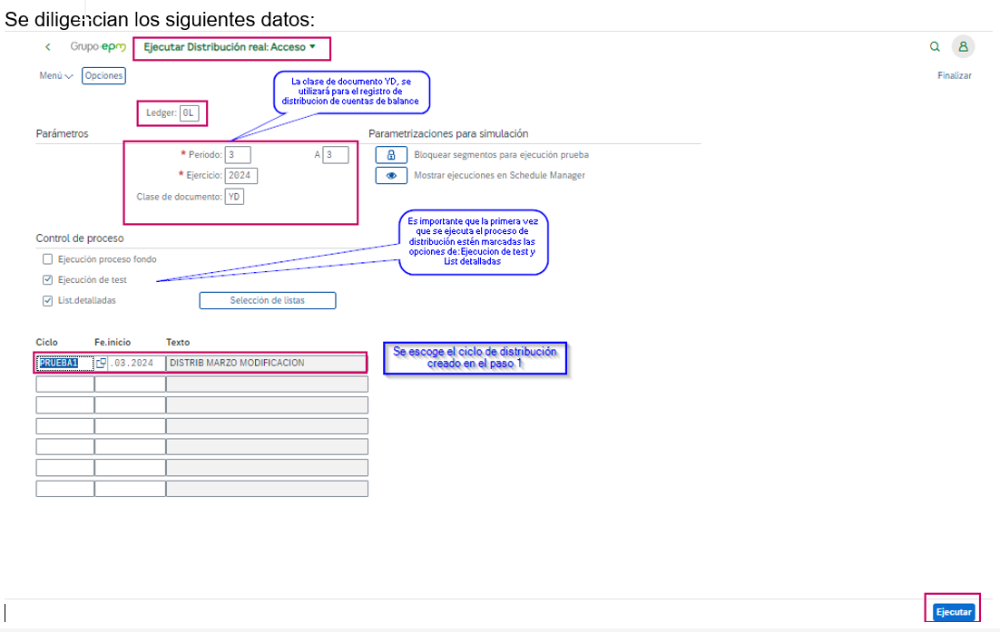 Se diligencian los siguientes datos:
Grupo·epm Ejecutar Distribución real: Acceso
Menú Opciones Finalizar
La clase de documento YD, se
utilizará para el registro de
distribucion de cuentas de balance
Ledger: 0L
Parámetros Parametrizaciones para simulación
* Periodo: 3 A 3 Bloquear segmentos para ejecución prueba
* Ejercicio: 2024 Mostrar ejecuciones en Schedule Manager
Clase de documento: YD
Es importante que la primera vez
que se ejecuta el proceso de
distribución estén marcadas las
opciones de:Ejecucion de test y
List detalladas
Control de proceso
Ejecución proceso fondo
Ejecución de test
List.detalladas Selección de listas
Ciclo Fe.inicio Texto
PRUEBA1 .03.2024 DISTRIB MARZO MODIFICACION
Se escoge el ciclo de distribución
creado en el paso 1
Ejecutar